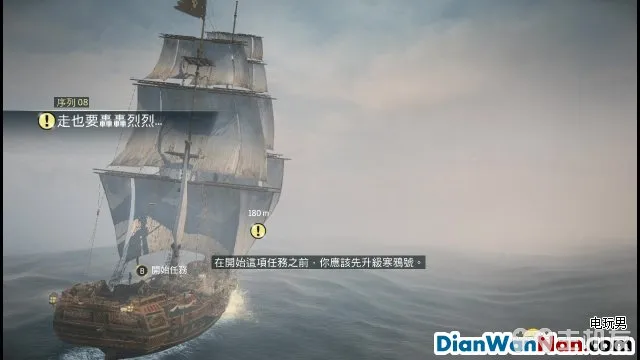 序列 08
走也要轟轟烈烈...
180 m
B 開始任務
在開始這項任務之前，你應該先升級寒鴉號。
电玩男
DianWanNan.com